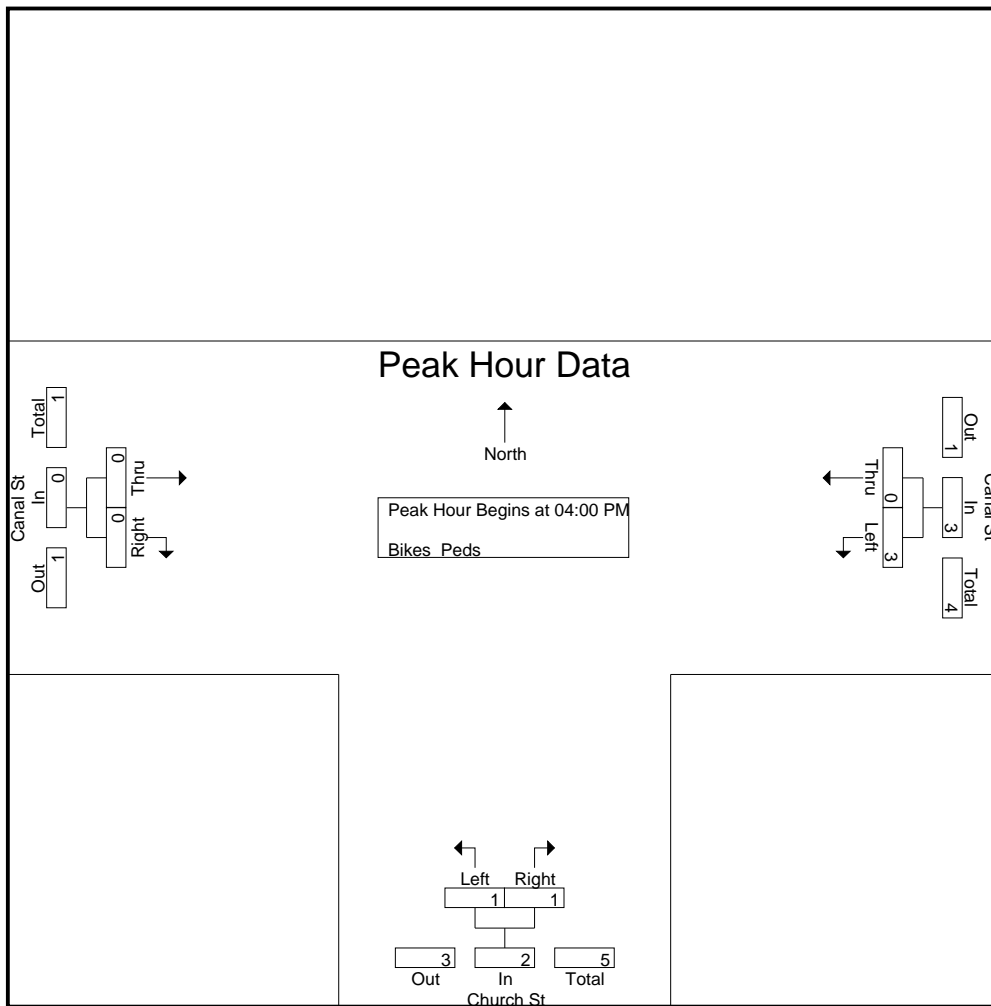 Peak Hour Data
North
Peak Hour Begins at 04:00 PM
Bikes Peds
Canal St
Total
1
In
0
Out
1
Thru
0
Right
0
Canal St
Out
1
In
3
Total
4
Thru
0
Left
3
Left
1
Right
1
Out
3
In
2
Total
5
Church St